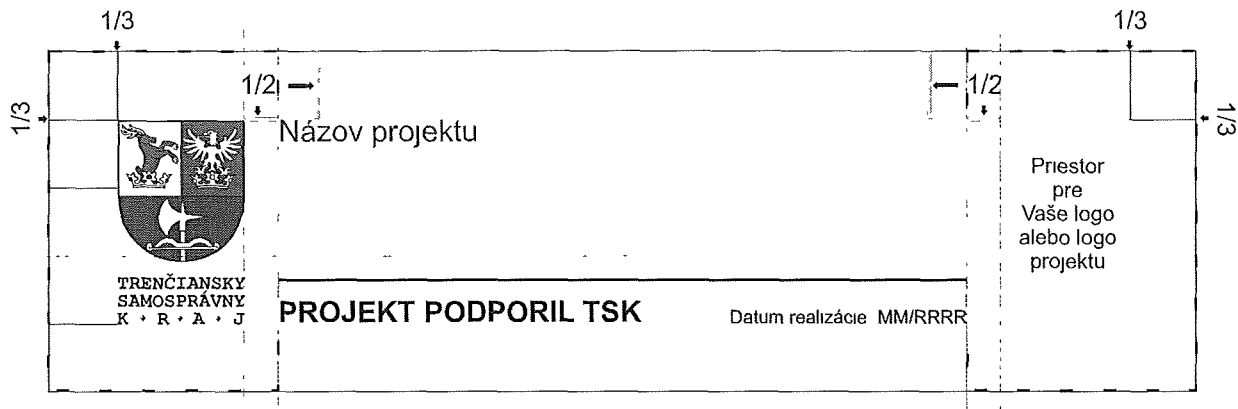 1/3
1/3
1/2
1/2
1/3
1/3
Názov projektu
Priestor
pre
Vaše logo
alebo logo
projektu
TRENČIANSKY
SAMOSPRÁVNY
K · R · A · J
PROJEKT PODPORIL TSK
Datum realizácie MM/RRRR